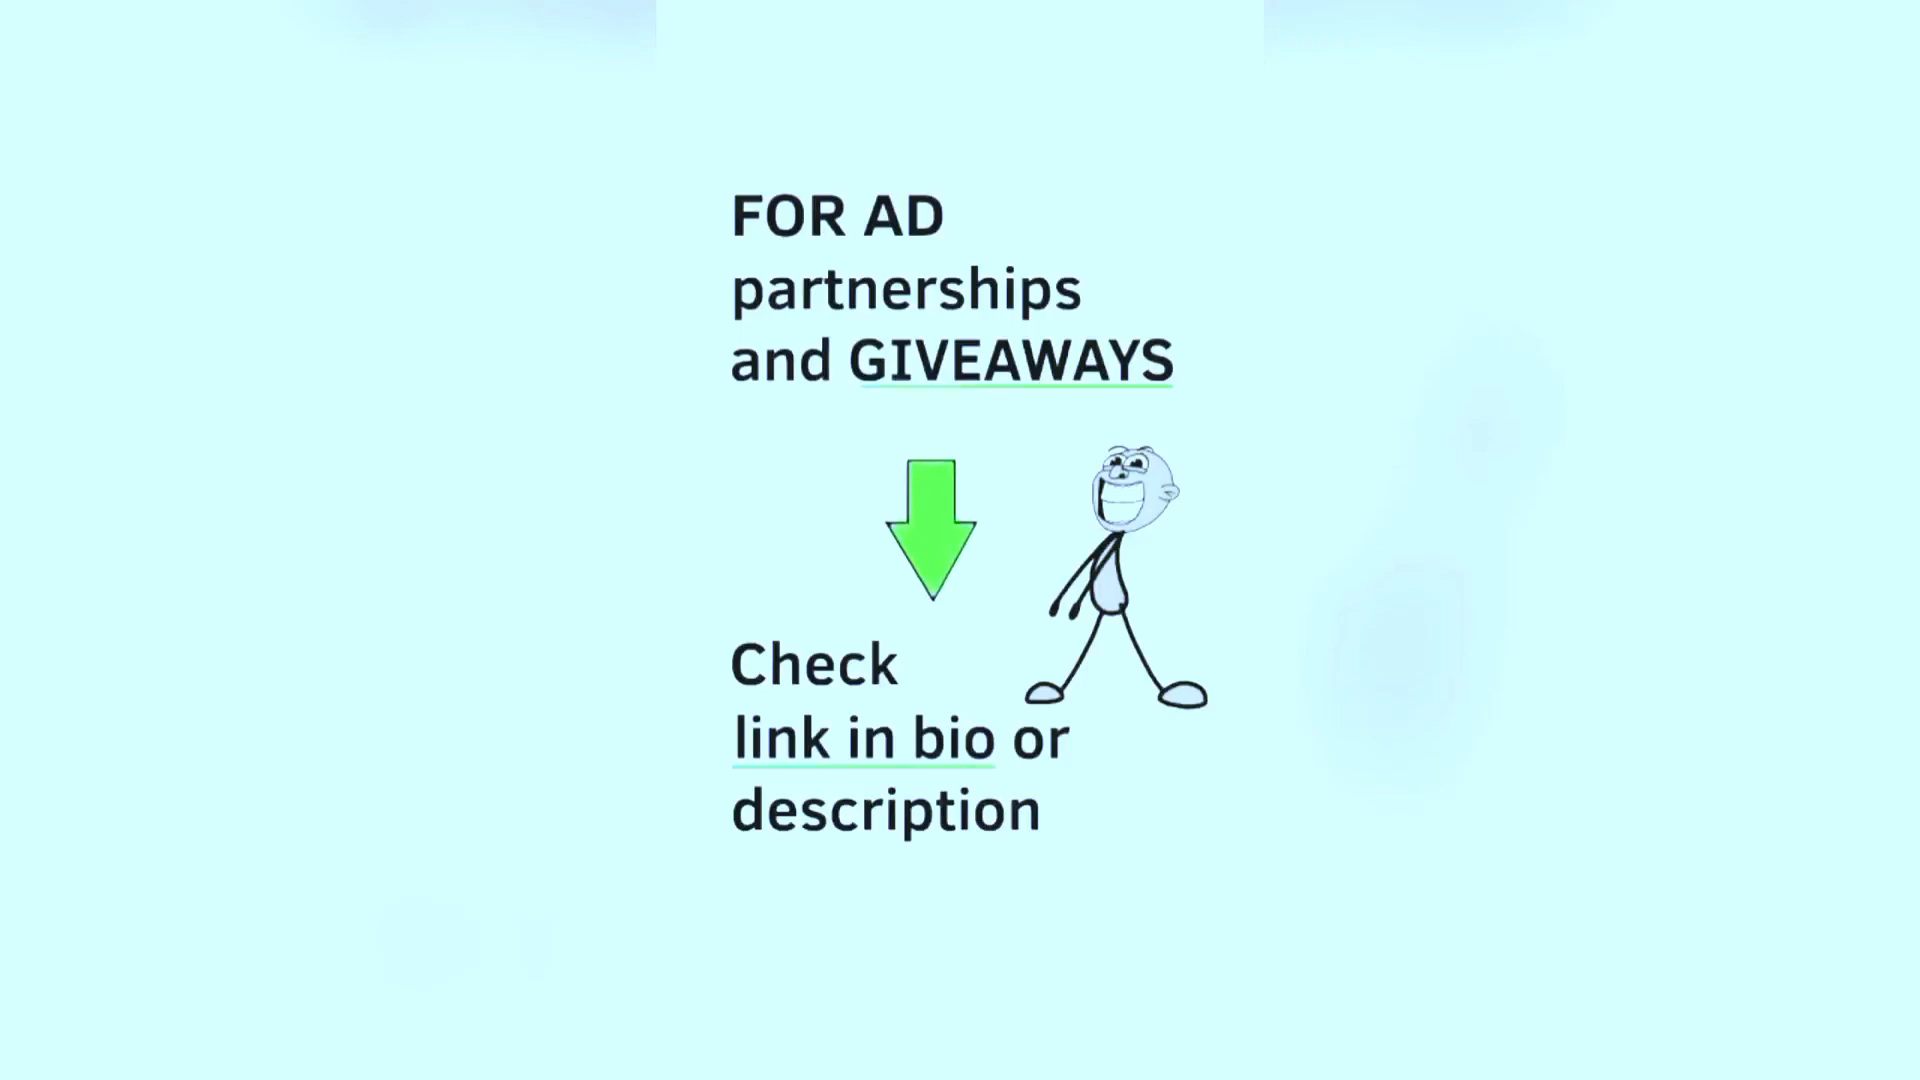 FOR AD
partnerships
and GIVEAWAYS
Check
link in bio or
description